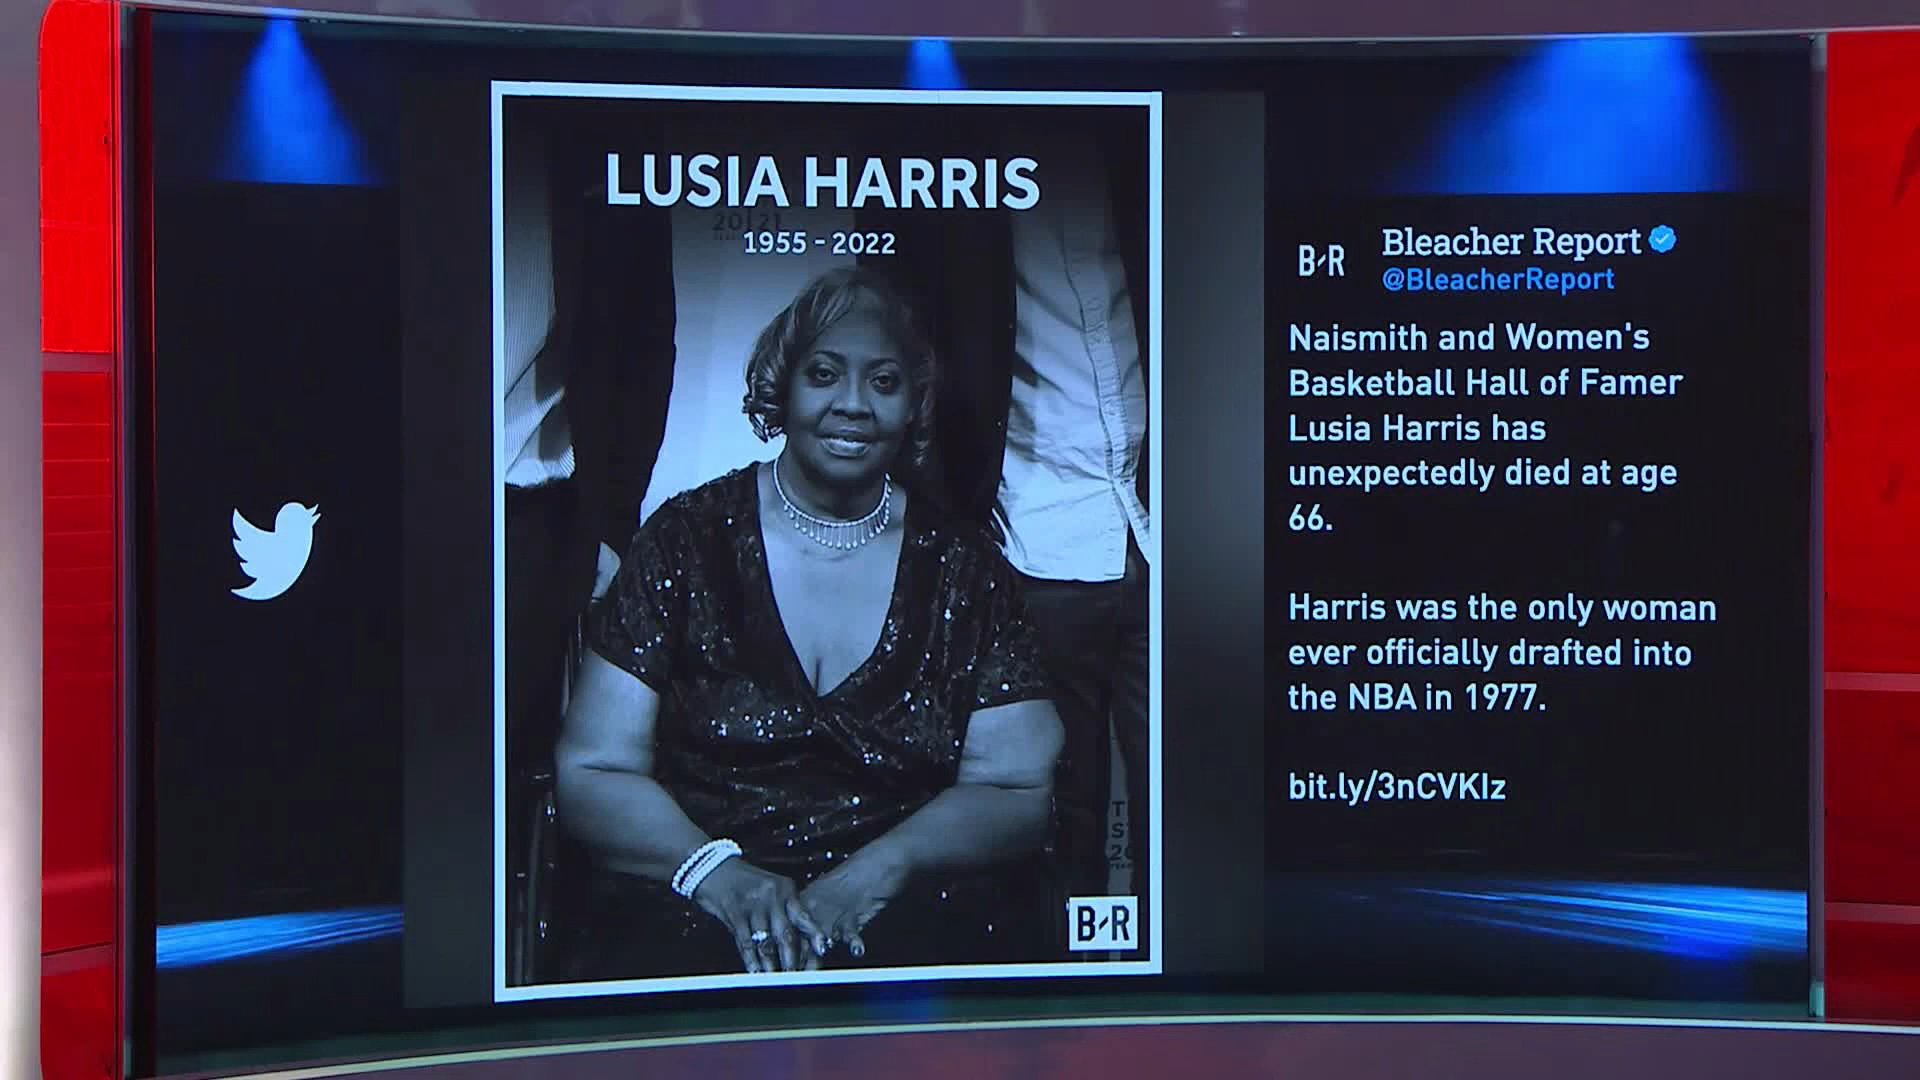 LUSIA HARRIS
20|21
1955 - 2022
B-R
Bleacher Report
@BleacherReport
Naismith and Women's
Basketball Hall of Famer
Lusia Harris has
unexpectedly died at age
66.
Harris was the only woman
ever officially drafted into
the NBA in 1977.
bit.ly/3nCVKIz
B-R